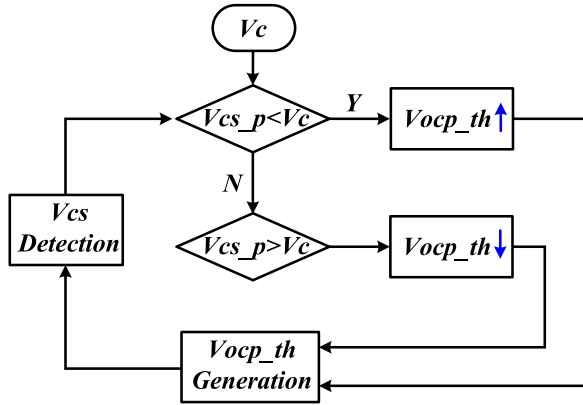 Vc
Vcs_p<Vc
Y
Vocp_th
N
Vcs
Detection
Vcs_p>Vc
Vocp_th
Vocp_th
Generation